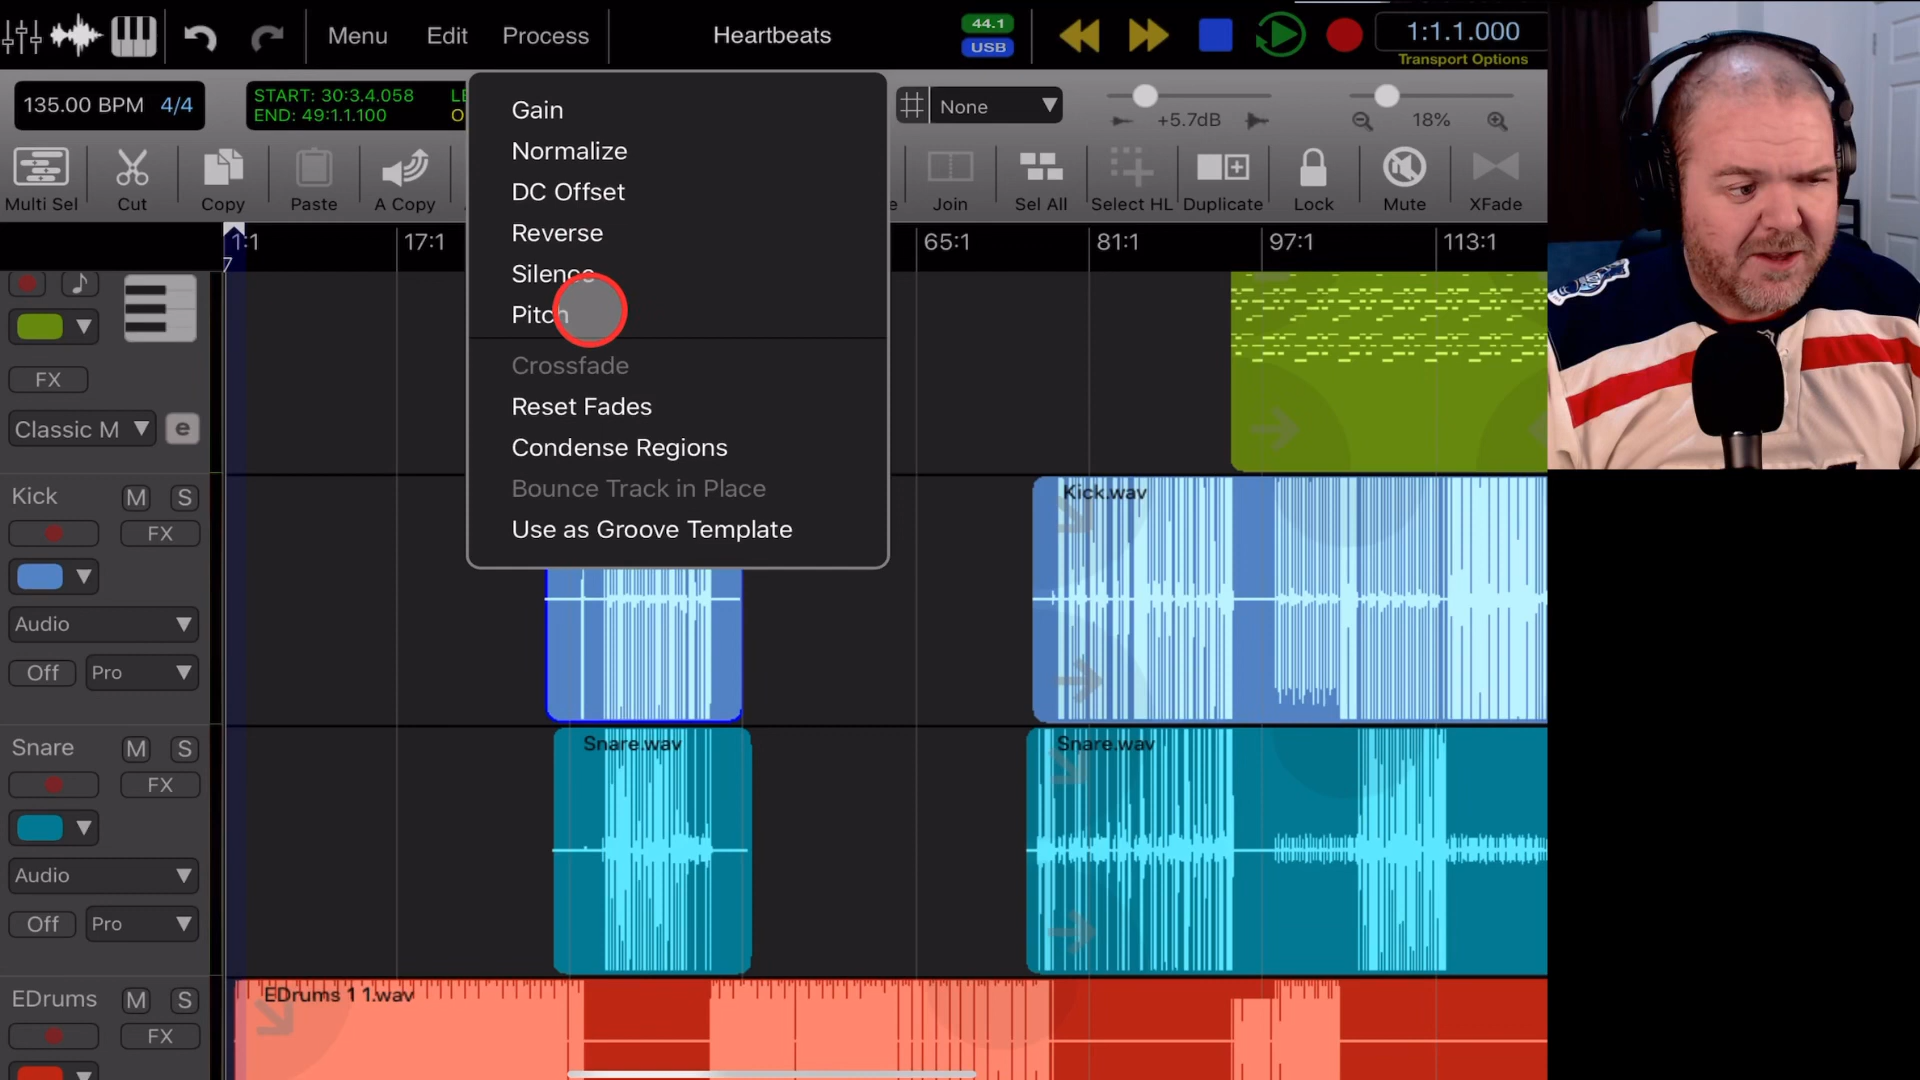 Menu Edit Process Heartbeats 44.1 USB 1:1.1.000
Transport Options
135.00 BPM 4/4 START: 30:3.4.058
END: 49:1.1.100
None +5.7dB 18%
Multi Sel Cut Copy Paste A Copy Join Sel All Select HL Duplicate Lock Mute XFade
Gain
Normalize
DC Offset
Reverse
Silence
Pitch
Crossfade
Reset Fades
Condense Regions
Bounce Track in Place
Use as Groove Template
1:1 17:1 65:1 81:1 97:1 113:1
7
FX
Classic M e
Kick M S
FX
Audio
Off Pro
Kick.wav
Snare M S
FX
Audio
Off Pro
Snare.wav Snare.wav
EDrums M S
FX
EDrums 1 1.wav